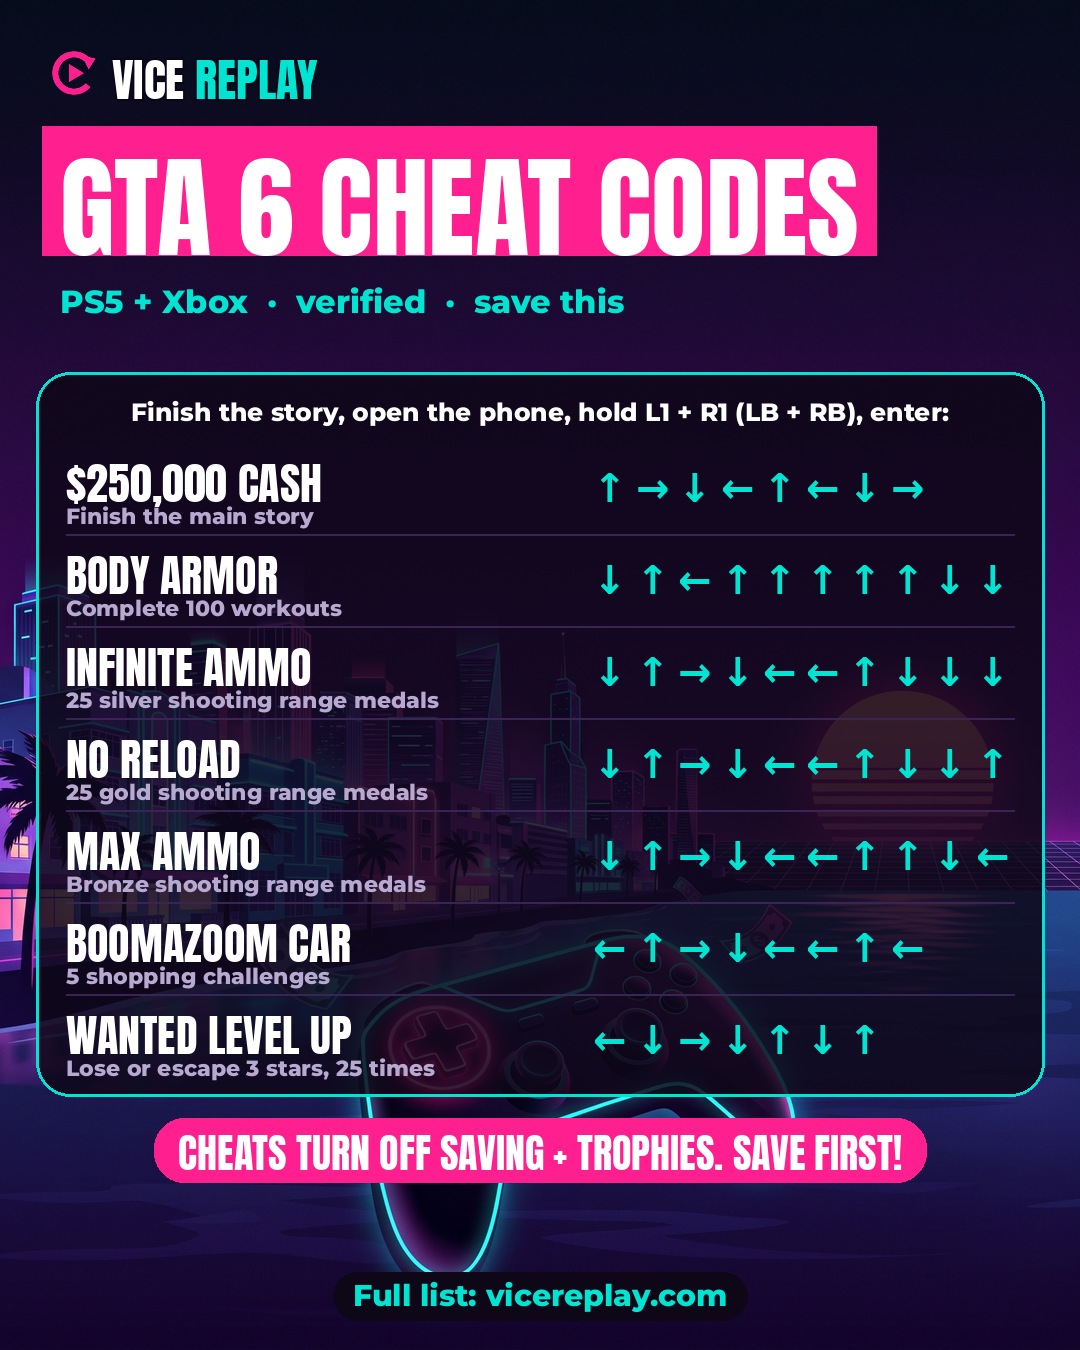 VICE REPLAY
GTA 6 CHEAT CODES
PS5 + Xbox · verified · save this
Finish the story, open the phone, hold L1 + R1 (LB + RB), enter:
$250,000 CASH ↑ → ↓ ← ↑ ← ↓ →
Finish the main story
BODY ARMOR ↓ ↑ ← ↑ ↑ ↑ ↑ ↑ ↓ ↓
Complete 100 workouts
INFINITE AMMO ↓ ↑ → ↓ ← ← ↑ ↓ ↓ ↓
25 silver shooting range medals
NO RELOAD ↓ ↑ → ↓ ← ← ↑ ↓ ↓ ↑
25 gold shooting range medals
MAX AMMO ↓ ↑ → ↓ ← ← ↑ ↑ ↓ ←
Bronze shooting range medals
BOOMAZOOM CAR ← ↑ → ↓ ← ← ↑ ←
5 shopping challenges
WANTED LEVEL UP ← ↓ → ↓ ↑ ↓ ↑
Lose or escape 3 stars, 25 times
CHEATS TURN OFF SAVING + TROPHIES. SAVE FIRST!
Full list: vicereplay.com